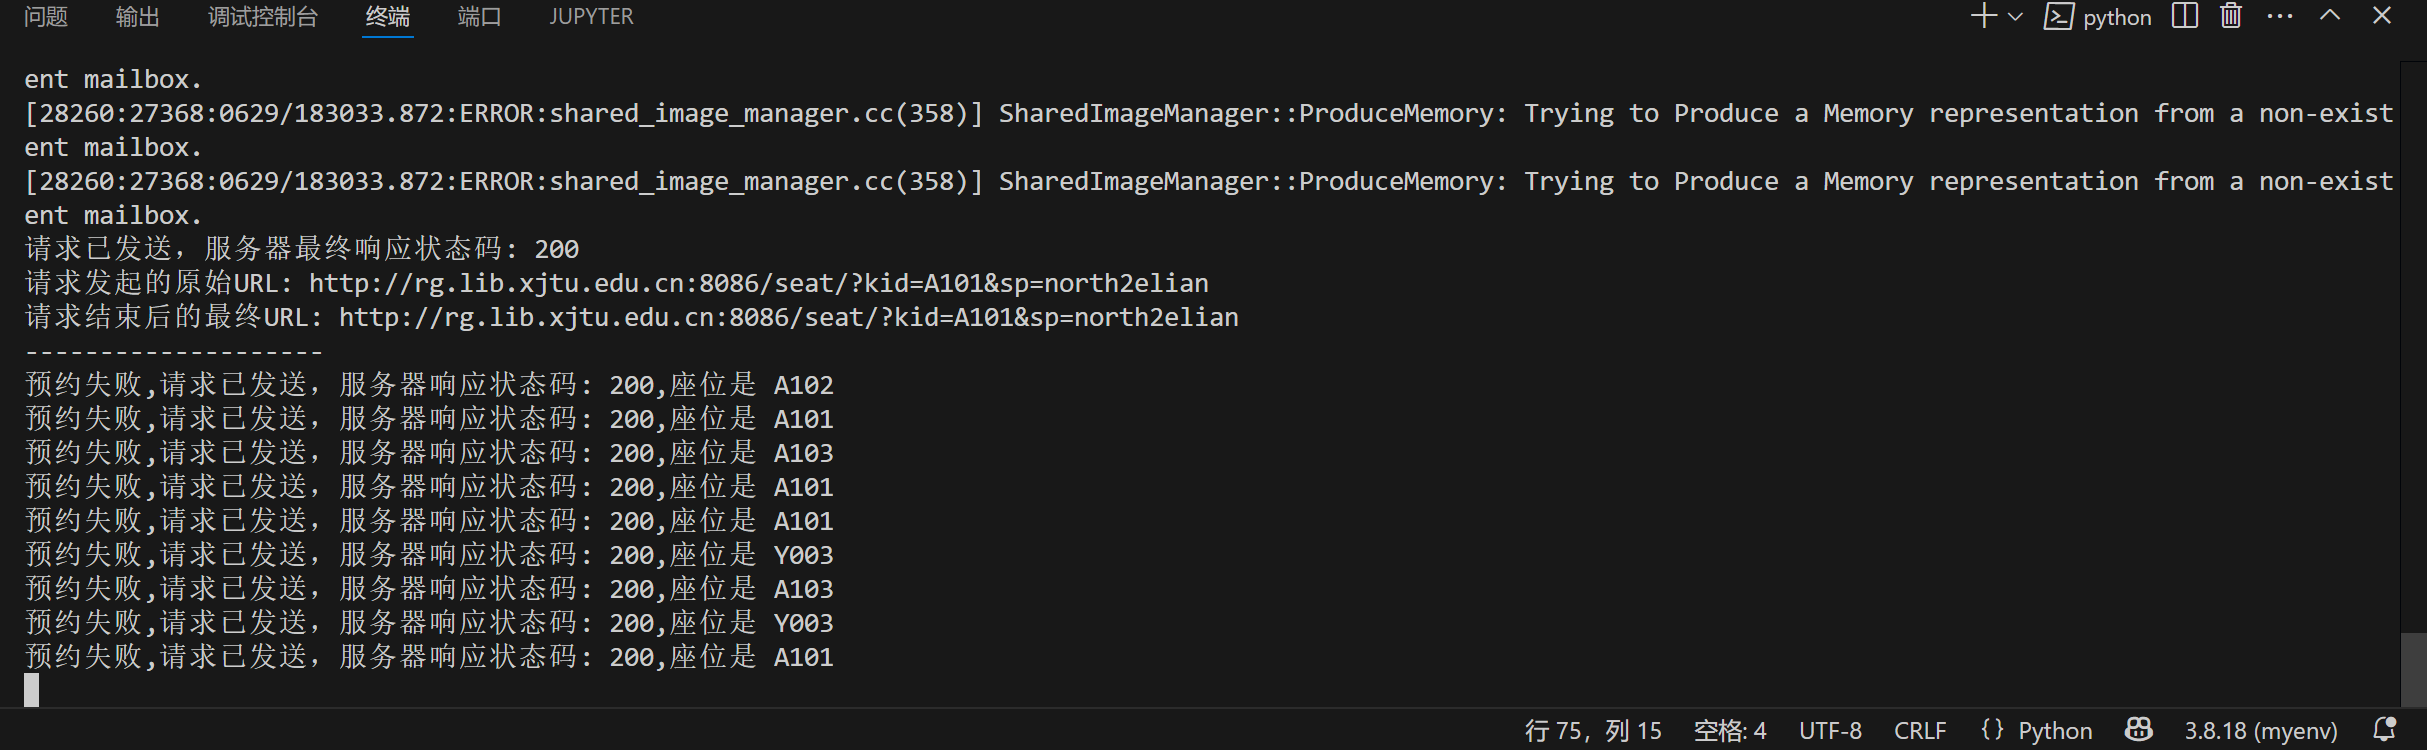 问题 输出 调试控制台 终端 端口 JUPYTER python
ent mailbox.
[28260:27368:0629/183033.872:ERROR:shared_image_manager.cc(358)] SharedImageManager::ProduceMemory: Trying to Produce a Memory representation from a non-exist
ent mailbox.
[28260:27368:0629/183033.872:ERROR:shared_image_manager.cc(358)] SharedImageManager::ProduceMemory: Trying to Produce a Memory representation from a non-exist
ent mailbox.
请求已发送，服务器最终响应状态码: 200
请求发起的原始URL: http://rg.lib.xjtu.edu.cn:8086/seat/?kid=A101&sp=north2elian
请求结束后的最终URL: http://rg.lib.xjtu.edu.cn:8086/seat/?kid=A101&sp=north2elian
--------------------
预约失败,请求已发送，服务器响应状态码: 200,座位是 A102
预约失败,请求已发送，服务器响应状态码: 200,座位是 A101
预约失败,请求已发送，服务器响应状态码: 200,座位是 A103
预约失败,请求已发送，服务器响应状态码: 200,座位是 A101
预约失败,请求已发送，服务器响应状态码: 200,座位是 A101
预约失败,请求已发送，服务器响应状态码: 200,座位是 Y003
预约失败,请求已发送，服务器响应状态码: 200,座位是 A103
预约失败,请求已发送，服务器响应状态码: 200,座位是 Y003
预约失败,请求已发送，服务器响应状态码: 200,座位是 A101
行 75，列 15 空格: 4 UTF-8 CRLF {} Python 3.8.18 (myenv)